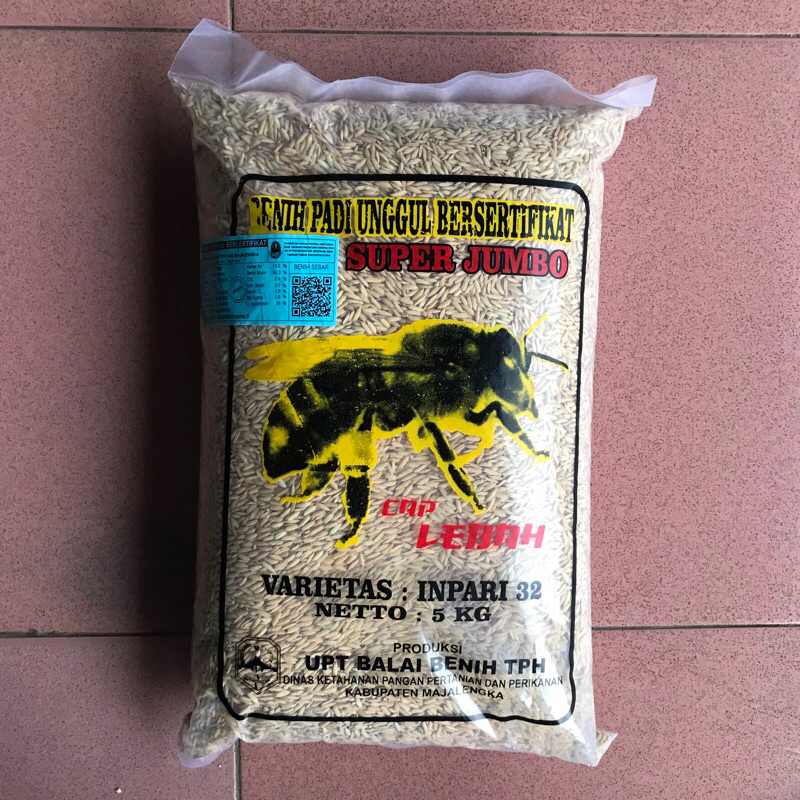 BENIH PADI UNGGUL BERSERTIFIKAT
SUPER JUMBO
BERSERTIFIKAT
BENIH SEBAR
CAP
LEBAH
VARIETAS : INPARI 32
NETTO : 5 KG
PRODUKSI
UPT BALAI BENIH TPH
DINAS KETAHANAN PANGAN PERTANIAN DAN PERIKANAN
KABUPATEN MAJALENGKA